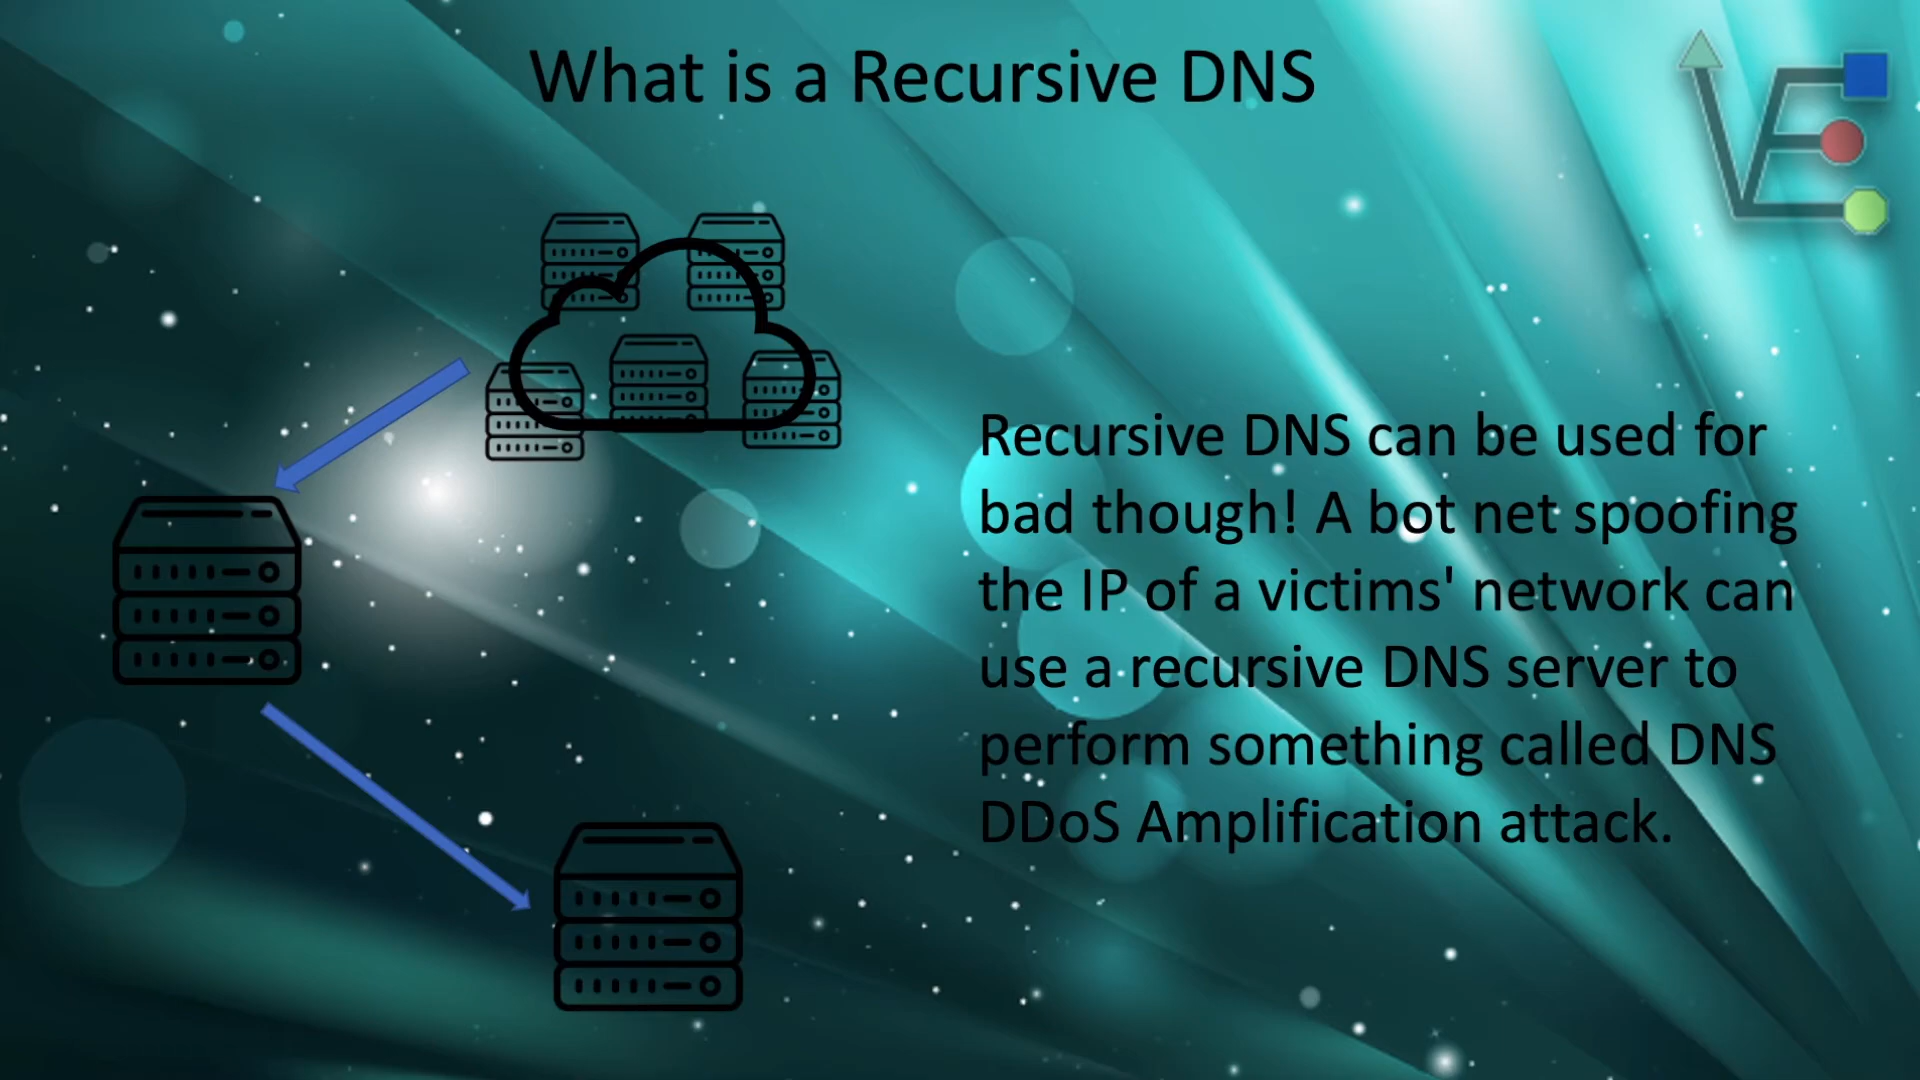 What is a Recursive DNS
Recursive DNS can be used for
bad though! A bot net spoofing
the IP of a victims' network can
use a recursive DNS server to
perform something called DNS
DDoS Amplification attack.